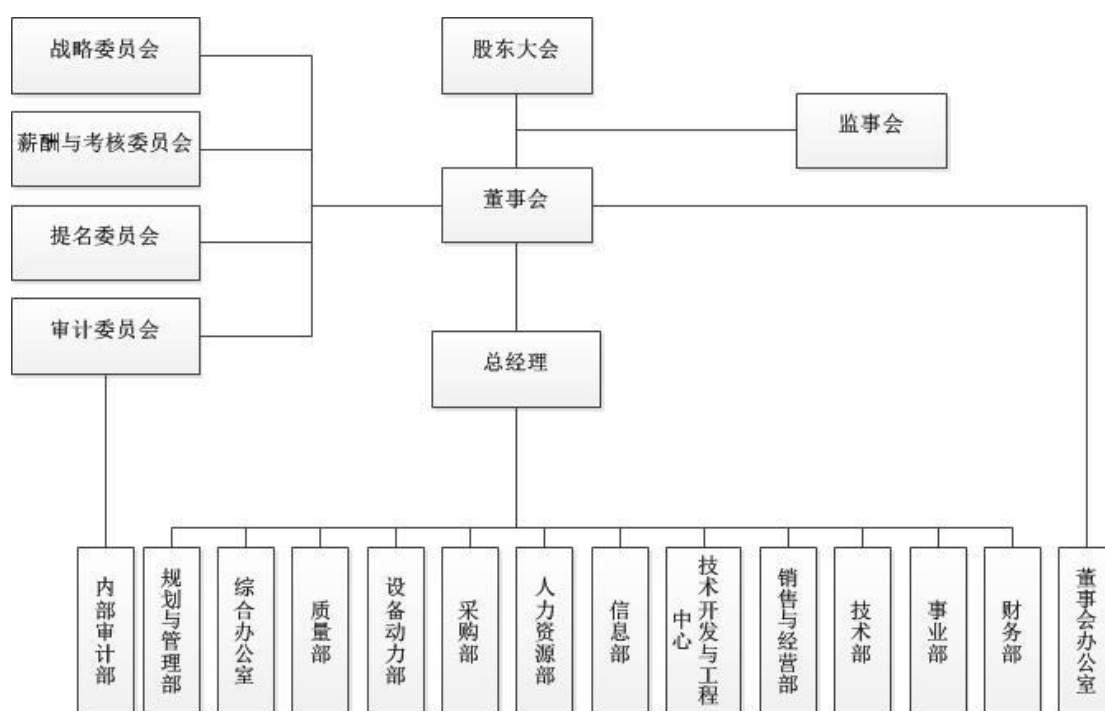 战略委员会
股东大会
监事会
薪酬与考核委员会
董事会
提名委员会
审计委员会
总经理
内部审计部
规划与管理部
综合办公室
质量部
设备动力部
采购部
人力资源部
信息部
技术开发与工程
中心
销售与经营部
技术部
事业部
财务部
董事会办公室